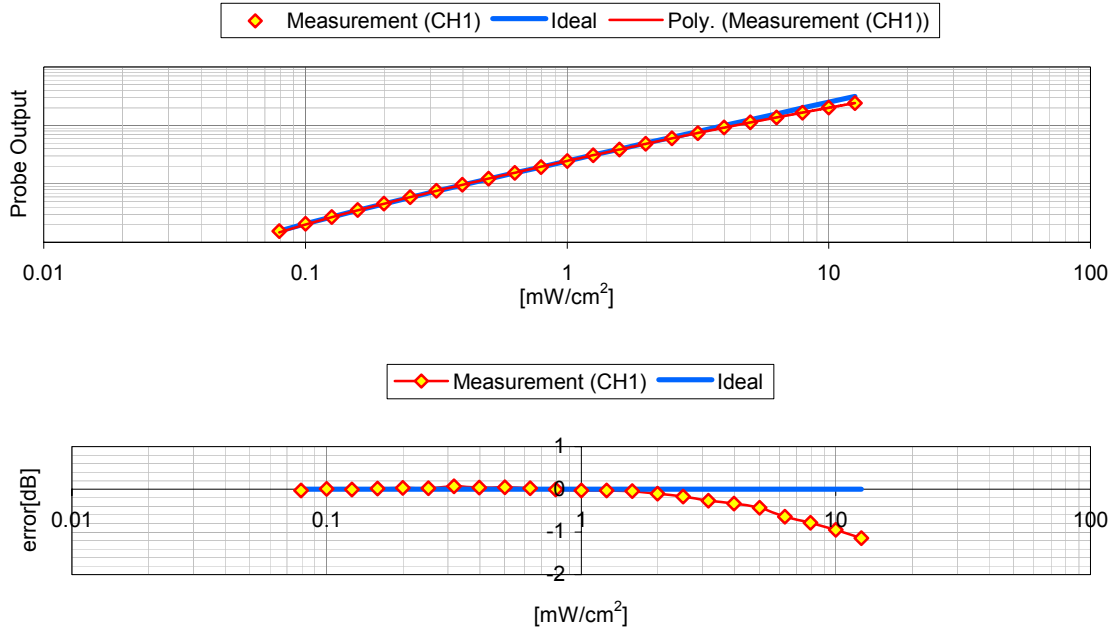 Measurement (CH1) Ideal Poly. (Measurement (CH1))
Probe Output
0.01 0.1 1 10 100
[mW/cm²]
Measurement (CH1) Ideal
error[dB]
1
0
0.01 0.1 1 10 100
-1
-2
[mW/cm²]